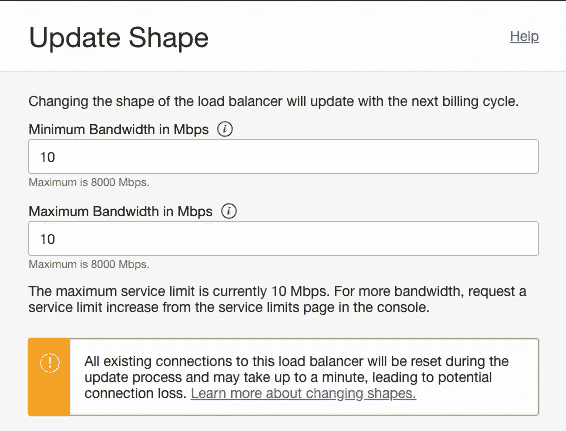 Update Shape
Help
Changing the shape of the load balancer will update with the next billing cycle.
Minimum Bandwidth in Mbps
10
Maximum is 8000 Mbps.
Maximum Bandwidth in Mbps
10
Maximum is 8000 Mbps.
The maximum service limit is currently 10 Mbps. For more bandwidth, request a
service limit increase from the service limits page in the console.
All existing connections to this load balancer will be reset during the
update process and may take up to a minute, leading to potential
connection loss. Learn more about changing shapes.